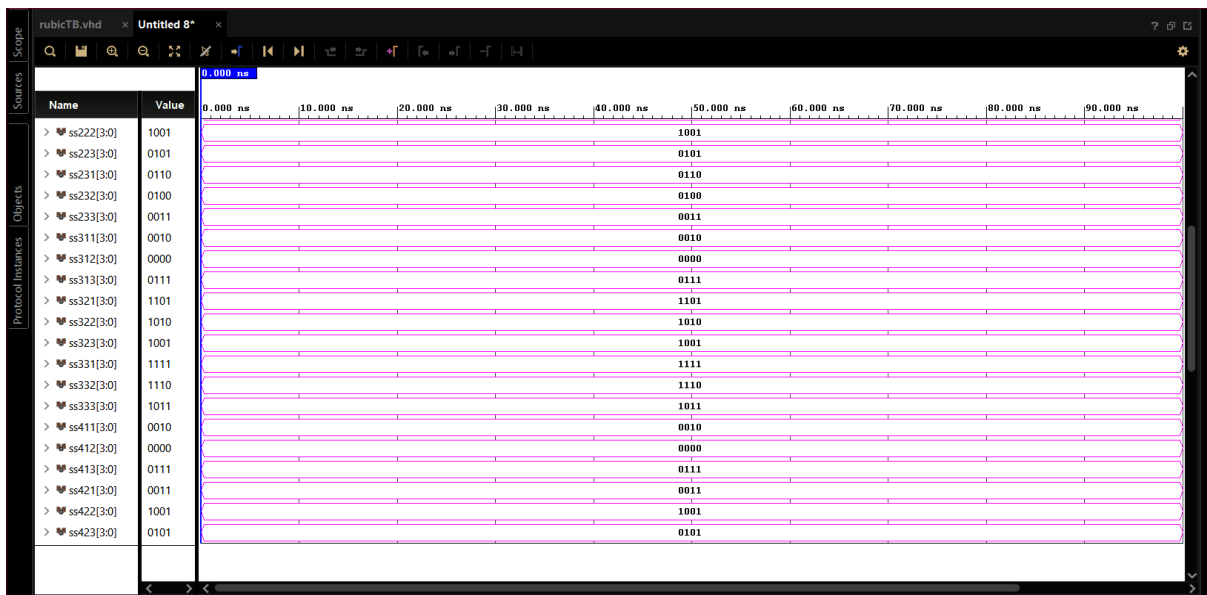 rubicTB.vhd × Untitled 8* × ?
Scope
Sources
Objects
Protocol Instances
0.000 ns
Name Value 0.000 ns 10.000 ns 20.000 ns 30.000 ns 40.000 ns 50.000 ns 60.000 ns 70.000 ns 80.000 ns 90.000 ns
> ss222[3:0] 1001 1001
> ss223[3:0] 0101 0101
> ss231[3:0] 0110 0110
> ss232[3:0] 0100 0100
> ss233[3:0] 0011 0011
> ss311[3:0] 0010 0010
> ss312[3:0] 0000 0000
> ss313[3:0] 0111 0111
> ss321[3:0] 1101 1101
> ss322[3:0] 1010 1010
> ss323[3:0] 1001 1001
> ss331[3:0] 1111 1111
> ss332[3:0] 1110 1110
> ss333[3:0] 1011 1011
> ss411[3:0] 0010 0010
> ss412[3:0] 0000 0000
> ss413[3:0] 0111 0111
> ss421[3:0] 0011 0011
> ss422[3:0] 1001 1001
> ss423[3:0] 0101 0101